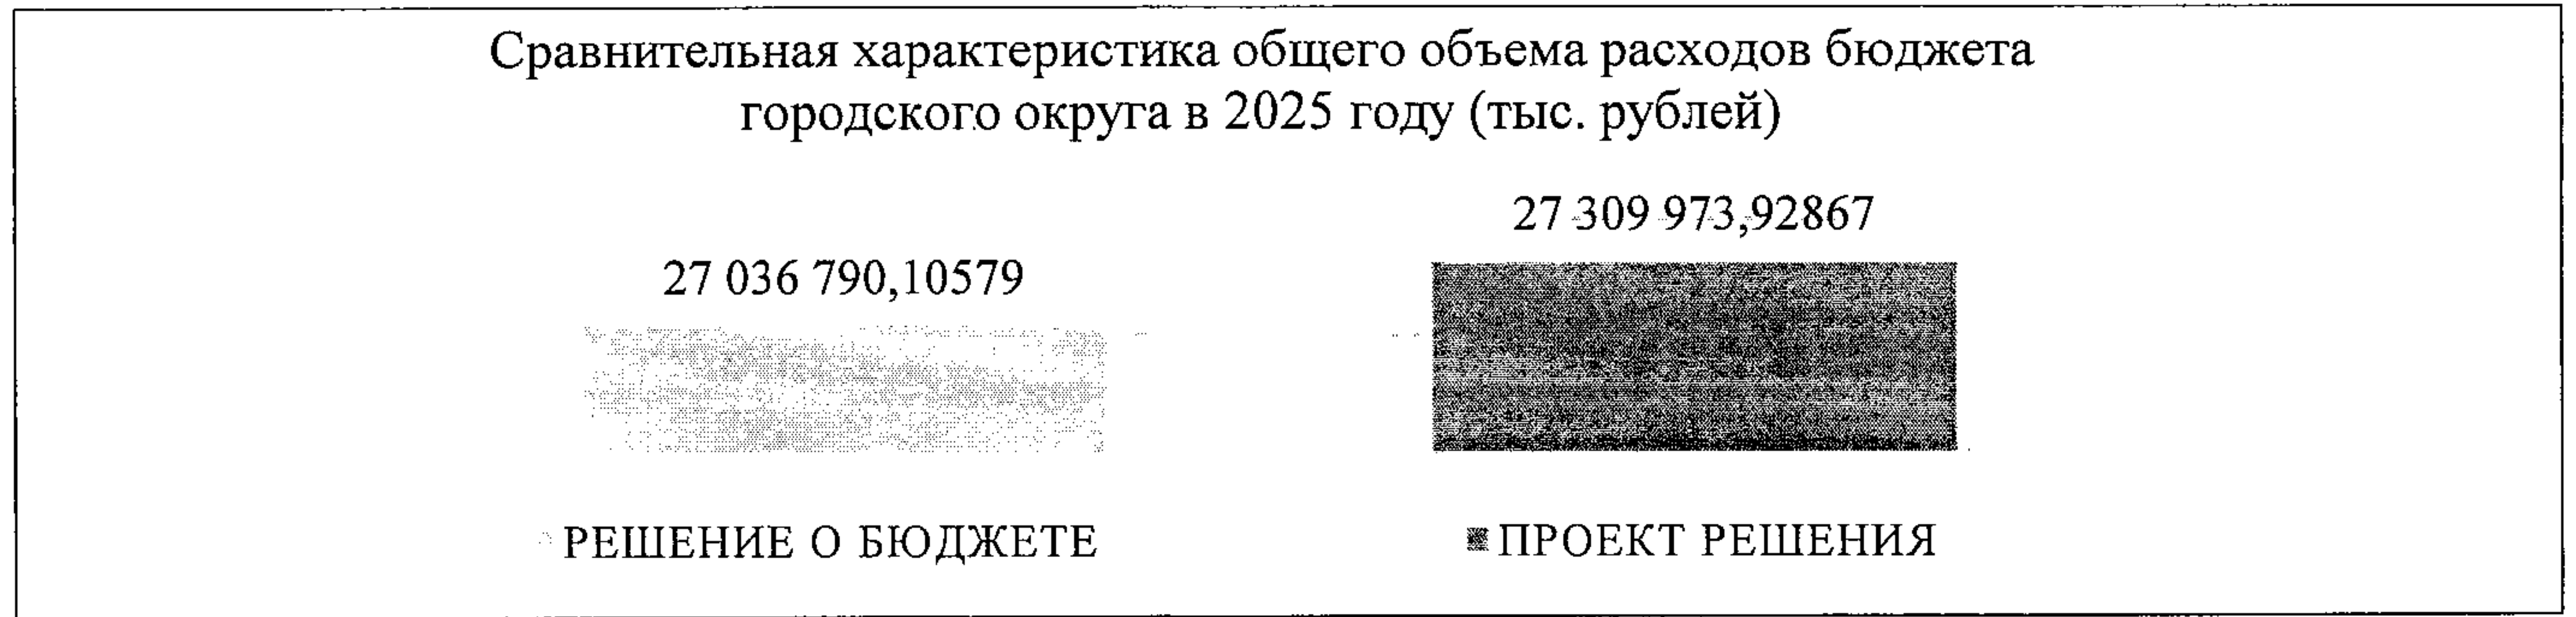 Сравнительная характеристика общего объема расходов бюджета
городского округа в 2025 году (тыс. рублей)
27 309 973,92867
27 036 790,10579
РЕШЕНИЕ О БЮДЖЕТЕ
ПРОЕКТ РЕШЕНИЯ